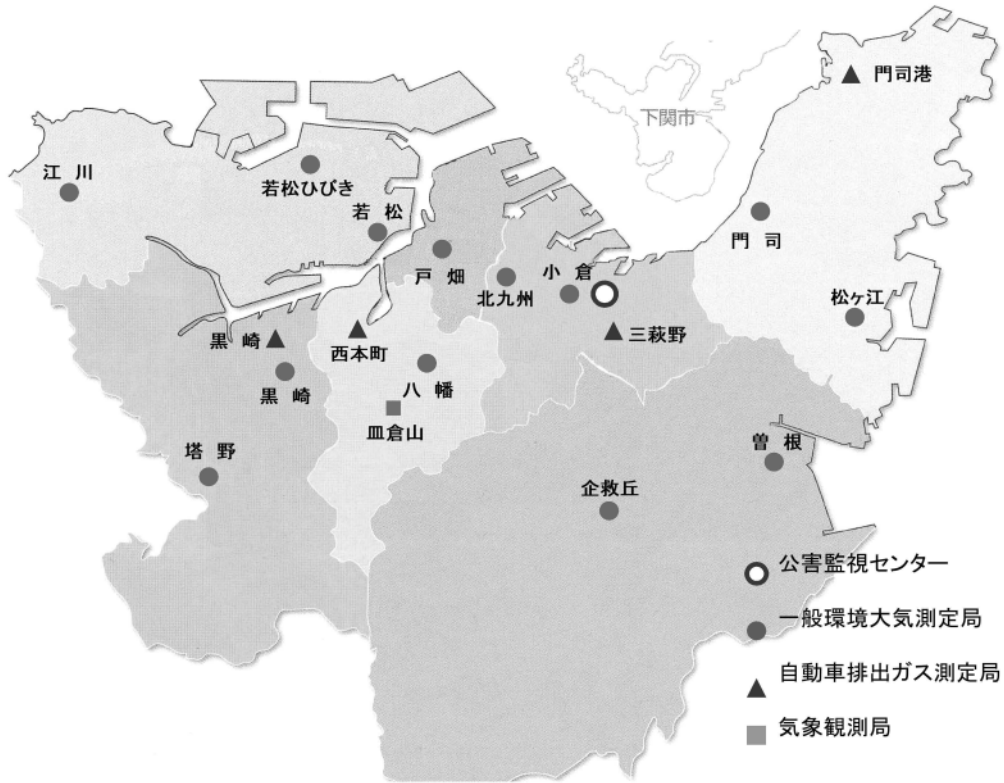 門司港
下関市
江川
若松ひびき
若松
門司
戸畑
小倉
北九州
松ヶ江
三萩野
黒崎
西本町
黒崎
八幡
皿倉山
塔野
曽根
企救丘
公害監視センター
一般環境大気測定局
自動車排出ガス測定局
気象観測局